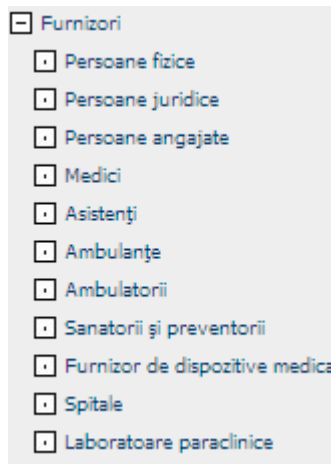 Furnizori
Persoane fizice
Persoane juridice
Persoane angajate
Medici
Asistenţi
Ambulanţe
Ambulatorii
Sanatorii şi preventorii
Furnizor de dispozitive medica
Spitale
Laboratoare paraclinice